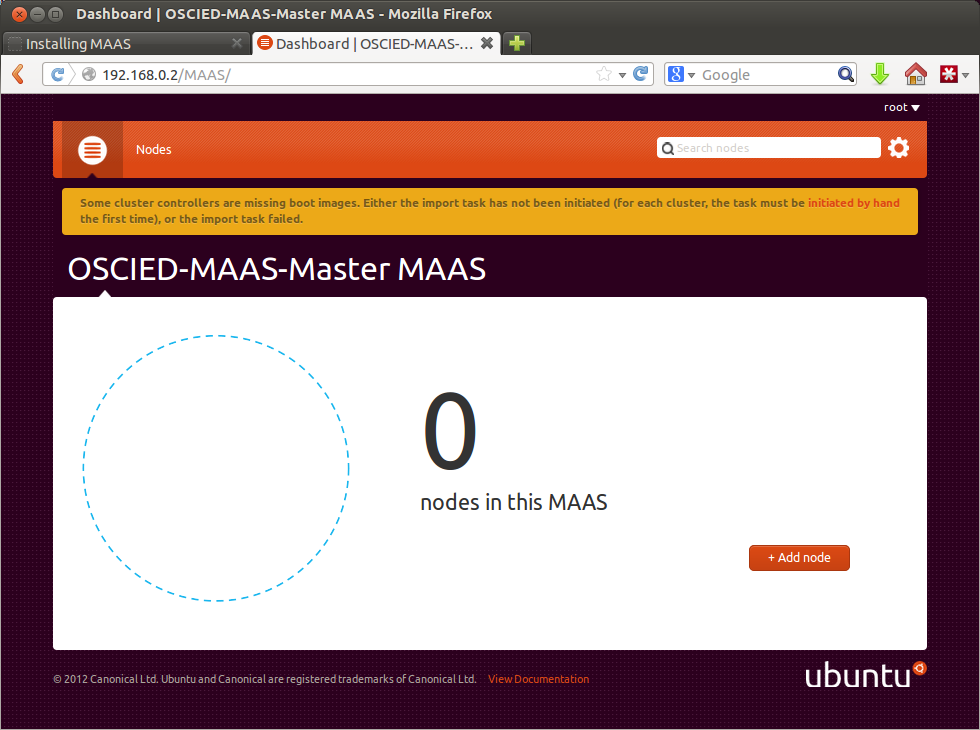 Dashboard | OSCIED-MAAS-Master MAAS - Mozilla Firefox
Installing MAAS
Dashboard | OSCIED-MAAS-...
192.168.0.2/MAAS/
Google
root
Nodes
Search nodes
Some cluster controllers are missing boot images. Either the import task has not been initiated (for each cluster, the task must be initiated by hand
the first time), or the import task failed.
OSCIED-MAAS-Master MAAS
0
nodes in this MAAS
+ Add node
© 2012 Canonical Ltd. Ubuntu and Canonical are registered trademarks of Canonical Ltd. View Documentation
ubuntu